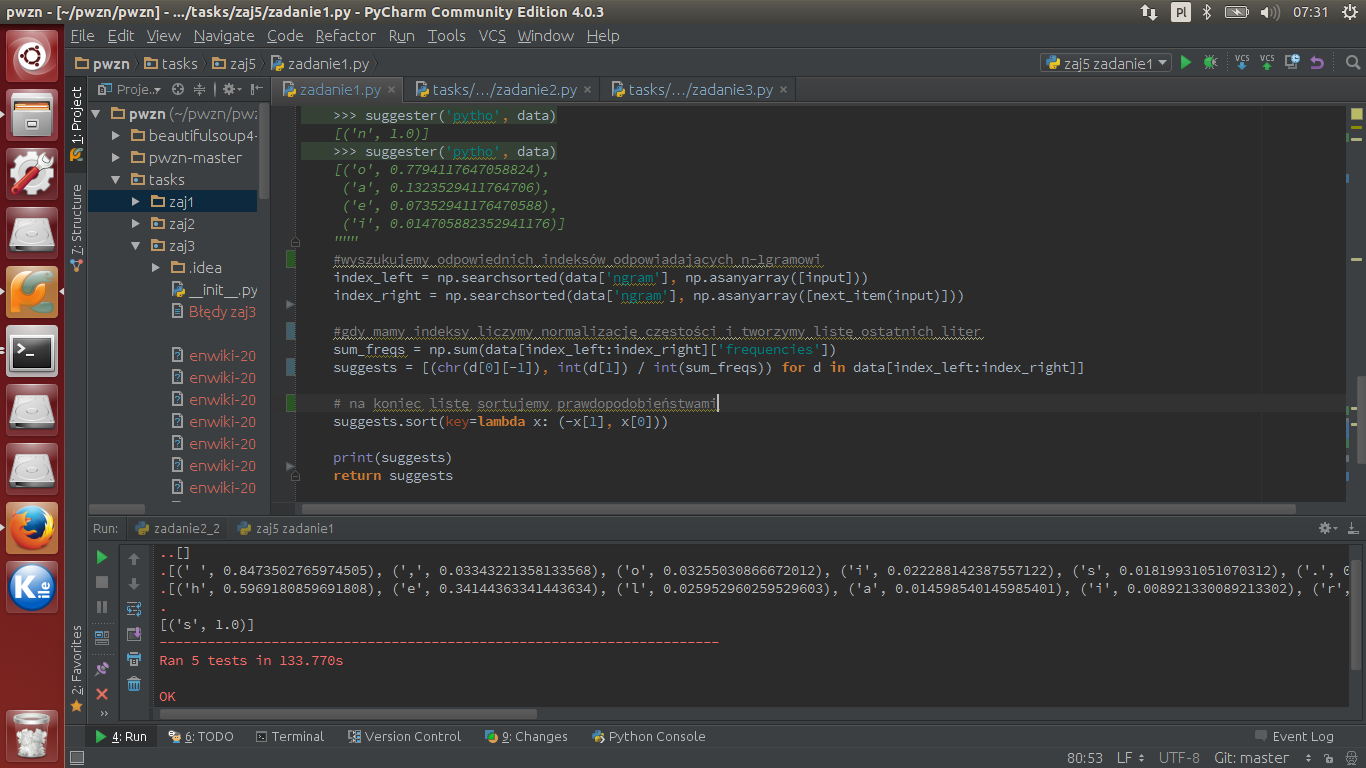 pwzn - [~/pwzn/pwzn] - .../tasks/zaj5/zadanie1.py - PyCharm Community Edition 4.0.3
Pl
07:31
File Edit View Navigate Code Refactor Run Tools VCS Window Help
pwzn tasks zaj5 zadanie1.py
zaj5 zadanie1
VCS VCS
Proje..
zadanie1.py tasks/.../zadanie2.py tasks/.../zadanie3.py
1: Project
7: Structure
2: Favorites
pwzn (~/pwzn/pwz
beautifulsoup4-
pwzn-master
tasks
zaj1
zaj2
zaj3
.idea
__init__.py
Błędy zaj3
enwiki-20
enwiki-20
enwiki-20
enwiki-20
enwiki-20
enwiki-20
enwiki-20
>>> suggester('pytho', data)
[('n', 1.0)]
>>> suggester('pytho', data)
[('o', 0.7794117647058824),
('a', 0.1323529411764706),
('e', 0.07352941176470588),
('i', 0.014705882352941176)]
"""
#wyszukujemy odpowiednich indeksów odpowiadających n-1gramowi
index_left = np.searchsorted(data['ngram'], np.asanyarray([input]))
index_right = np.searchsorted(data['ngram'], np.asanyarray([next_item(input)]))
#gdy mamy indeksy liczymy normalizację częstości i tworzymy listę ostatnich liter
sum_freqs = np.sum(data[index_left:index_right]['frequencies'])
suggests = [(chr(d[0][-1]), int(d[1]) / int(sum_freqs)) for d in data[index_left:index_right]]
# na koniec listę sortujemy prawdopodobieństwami
suggests.sort(key=lambda x: (-x[1], x[0]))
print(suggests)
return suggests
Run: zadanie2_2 zaj5 zadanie1
..[]
.[(' ', 0.8473502765974505), (',', 0.03343221358133568), ('o', 0.03255030866672012), ('i', 0.022288142387557122), ('s', 0.01819931051070312), ('.',
.[('h', 0.5969180859691808), ('e', 0.34144363341443634), ('l', 0.025952960259529603), ('a', 0.014598540145985401), ('i', 0.008921330089213302), ('r',
.
[('s', 1.0)]
----------------------------------------------------------------------
Ran 5 tests in 133.770s
OK
4: Run 6: TODO Terminal Version Control 9: Changes Python Console Event Log
80:53 LF UTF-8 Git: master